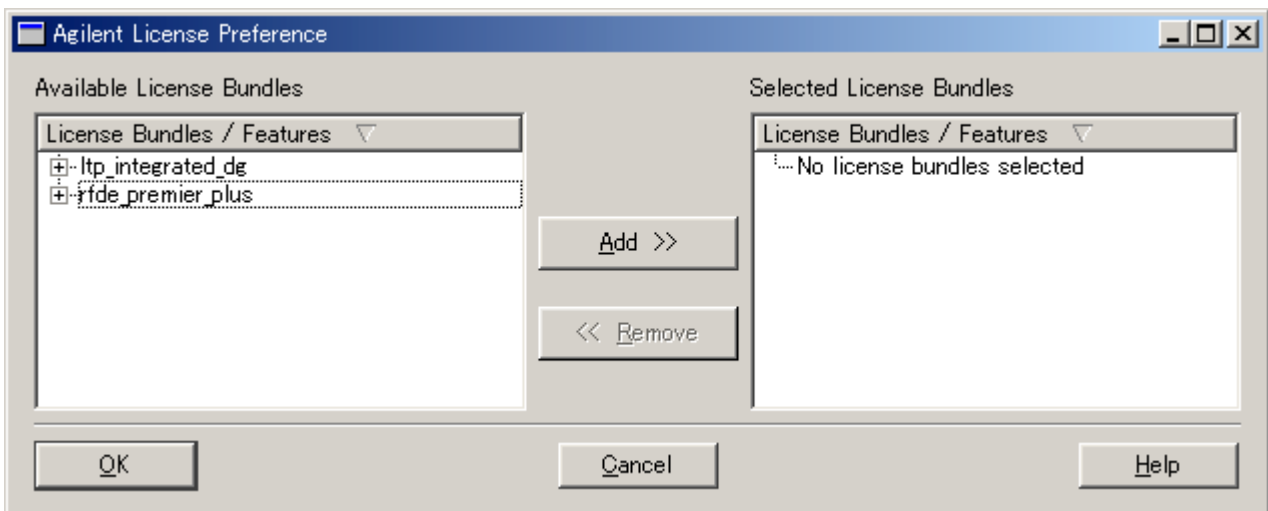 Agilent License Preference
Available License Bundles
Selected License Bundles
License Bundles / Features
License Bundles / Features
ltp_integrated_dg
rfde_premier_plus
No license bundles selected
Add >>
<< Remove
OK
Cancel
Help